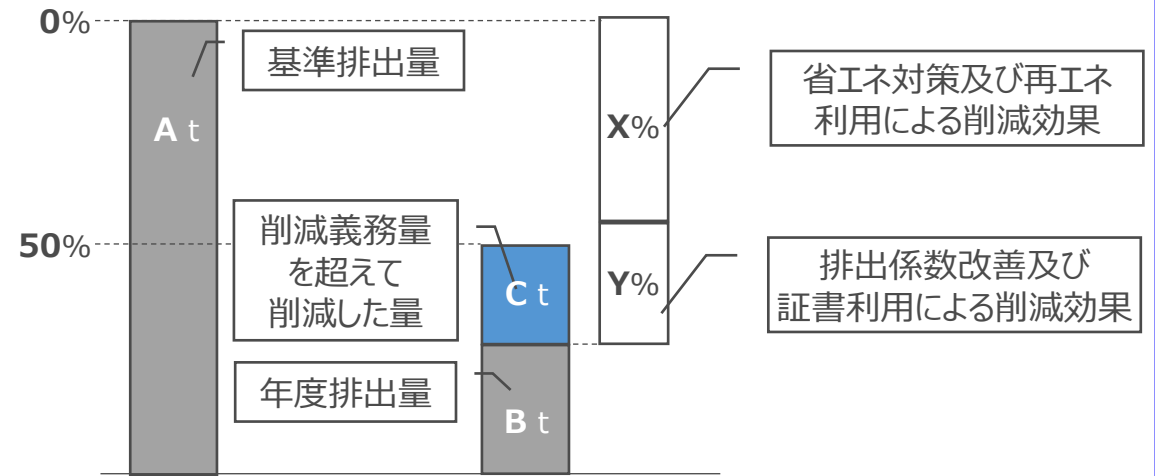 0%
基準排出量
A t
X%
省エネ対策及び再エネ
利用による削減効果
50%
削減義務量
を超えて
削減した量
C t
Y%
排出係数改善及び
証書利用による削減効果
年度排出量
B t